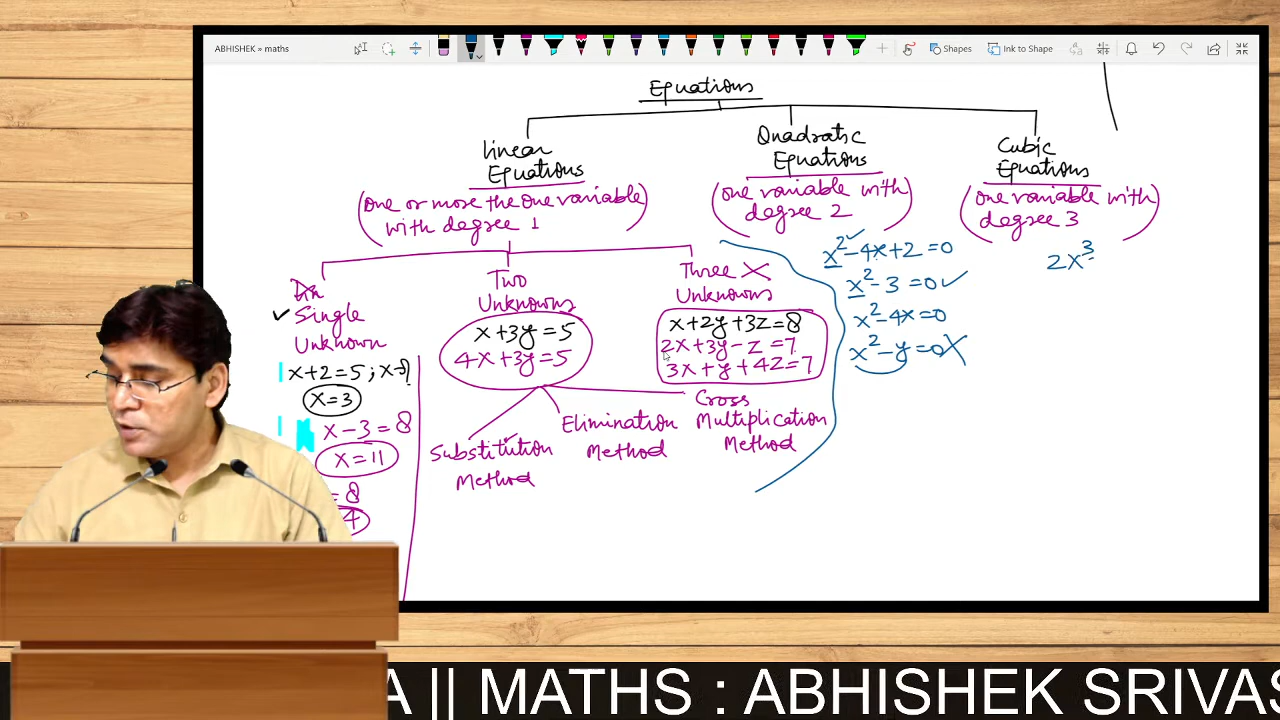 ABHISHEK » maths
Shapes
Ink to Shape
Equations
Linear
Equations
(one or more the one variable
with degree 1)
Quadratic
Equations
(one variable with
degree 2)
Cubic
Equations
(one variable with
degree 3)
Single
Unknown
x+2=5; x=?
x=3
x-3=8
x=11
=8
4
Two
Unknowns
x+3y=5
4x+3y=5
Three X
Unknowns
x+2y+3z=8
2x+3y-z=7
3x+y+4z=7
Substitution
Method
Elimination
Method
Cross
Multiplication
Method
x²-4x+2=0
x²-3=0✓
x²-4x=0
x²-y=0X
2x³
A || MATHS : ABHISHEK SRIVAS